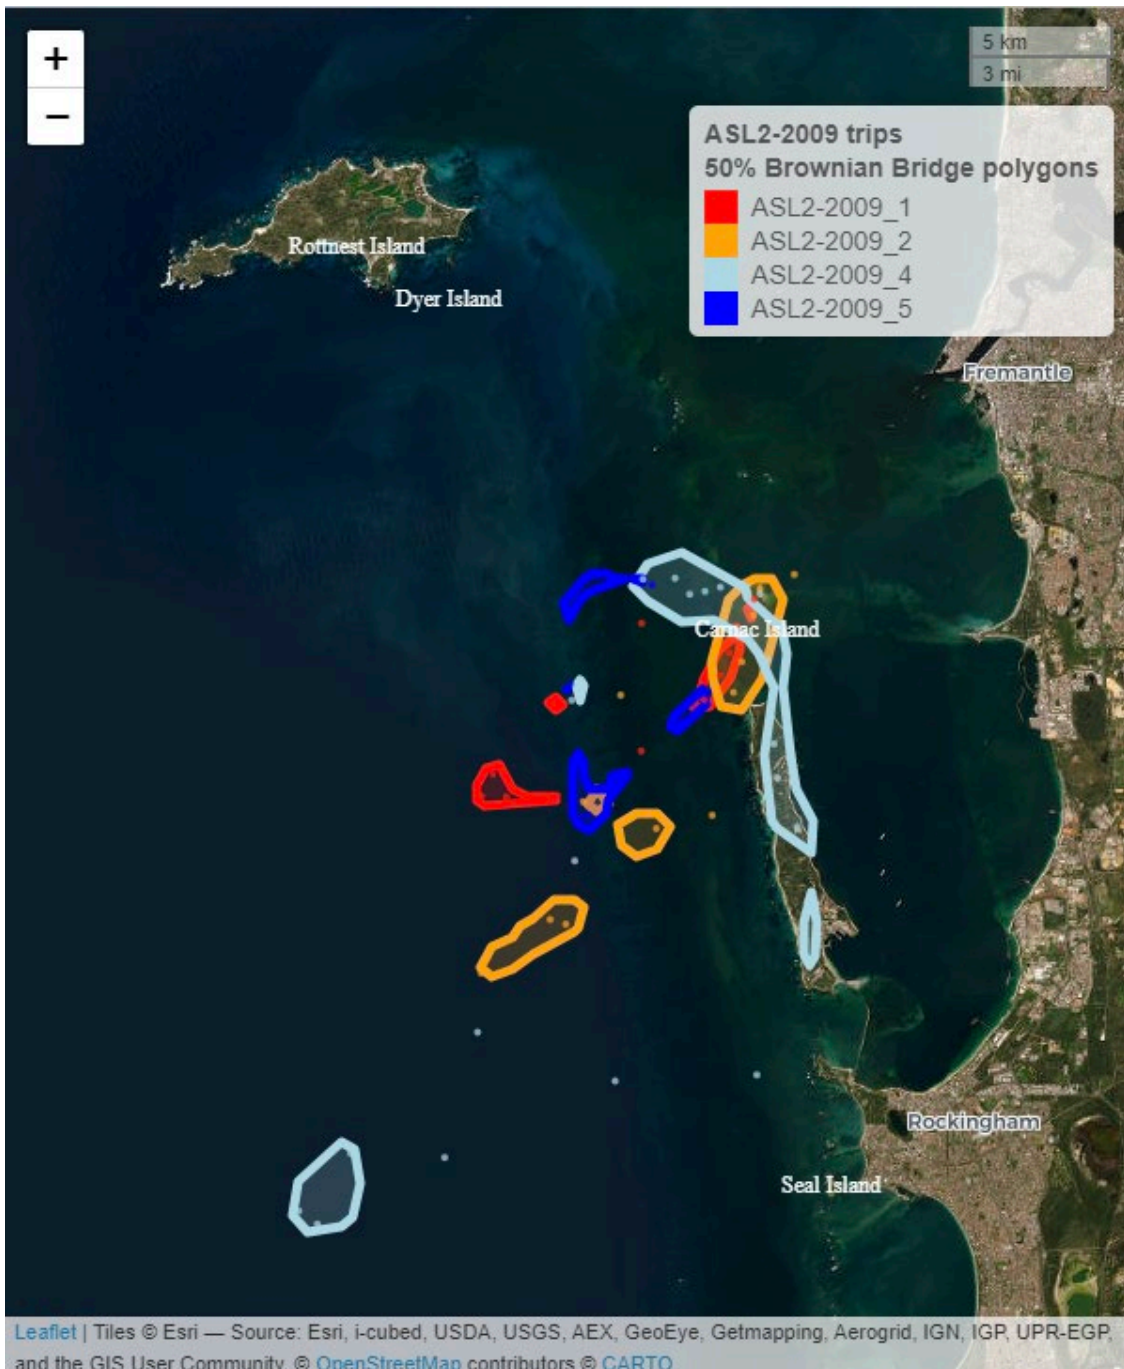 +
−
5 km
3 mi
ASL2-2009 trips
50% Brownian Bridge polygons
ASL2-2009_1
ASL2-2009_2
ASL2-2009_4
ASL2-2009_5
Rottnest Island
Dyer Island
Fremantle
Carnac Island
Rockingham
Seal Island
Leaflet | Tiles © Esri — Source: Esri, i-cubed, USDA, USGS, AEX, GeoEye, Getmapping, Aerogrid, IGN, IGP, UPR-EGP,
and the GIS User Community, © OpenStreetMap contributors © CARTO